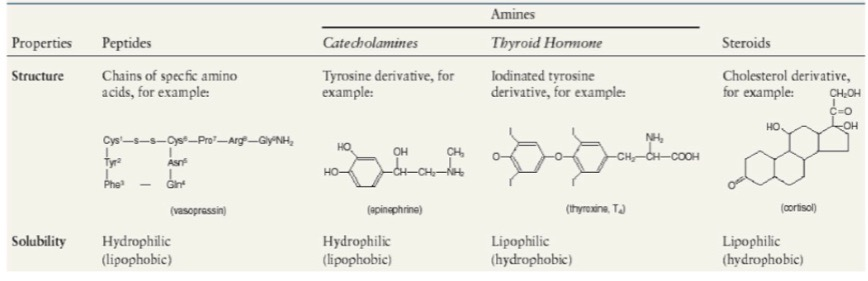 Amines
Properties Peptides Catecholamines Thyroid Hormone Steroids
Structure Chains of specfic amino acids, for example: Tyrosine derivative, for example: Iodinated tyrosine derivative, for example: Cholesterol derivative, for example:
CH₂OH
C=O
HO OH
O
(cortisol)
Cys¹—s—s—Cys⁶—Pro⁷—Arg⁸—Gly⁹NH₂
Tyr² Asn⁵
Phe³ — Gln⁴
(vasopressin)
HO OH CH₃
HO CH—CH₂—NH₂
(epinephrine)
NH₂
O O CH₂—CH—COOH
(thyroxine, T₄)
Solubility Hydrophilic (lipophobic) Hydrophilic (lipophobic) Lipophilic (hydrophobic) Lipophilic (hydrophobic)